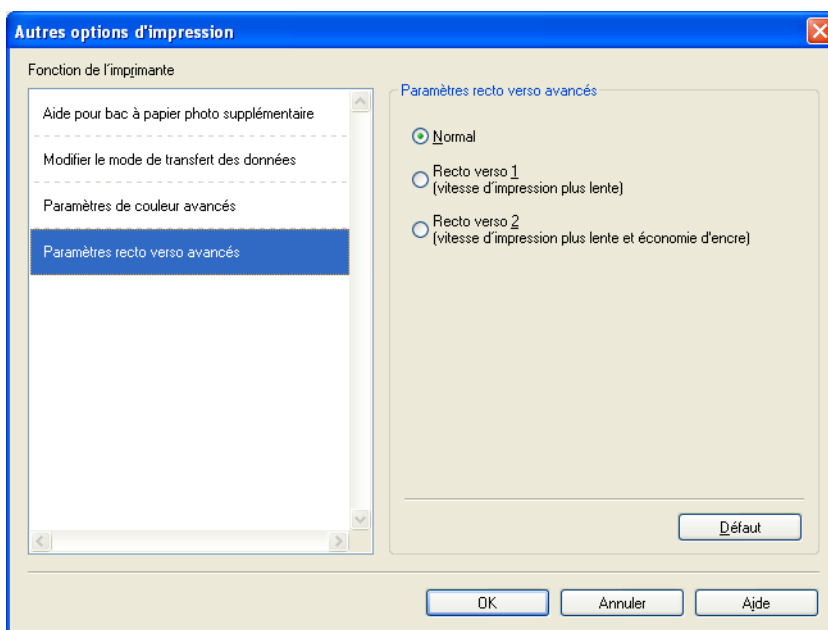 Autres options d'impression
Fonction de l'imprimante
Aide pour bac à papier photo supplémentaire
Modifier le mode de transfert des données
Paramètres de couleur avancés
Paramètres recto verso avancés
Paramètres recto verso avancés
Normal
Recto verso 1
(vitesse d'impression plus lente)
Recto verso 2
(vitesse d'impression plus lente et économie d'encre)
Défaut
OK
Annuler
Aide